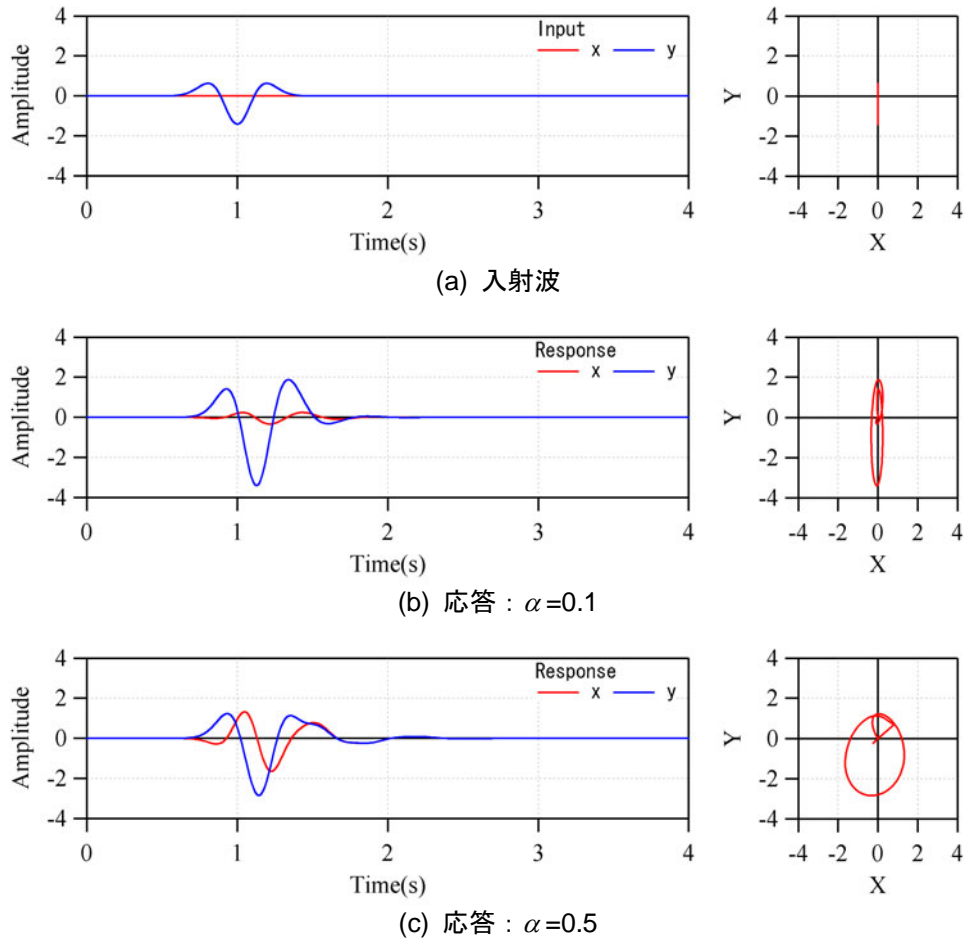 4
2
0
-2
-4
Amplitude
Input
x y
0 1 2 3 4
Time(s)
4
2
0
-2
-4
Y
-4 -2 0 2 4
X
(a) 入射波
4
2
0
-2
-4
Amplitude
Response
x y
0 1 2 3 4
Time(s)
4
2
0
-2
-4
Y
-4 -2 0 2 4
X
(b) 応答：α=0.1
4
2
0
-2
-4
Amplitude
Response
x y
0 1 2 3 4
Time(s)
4
2
0
-2
-4
Y
-4 -2 0 2 4
X
(c) 応答：α=0.5